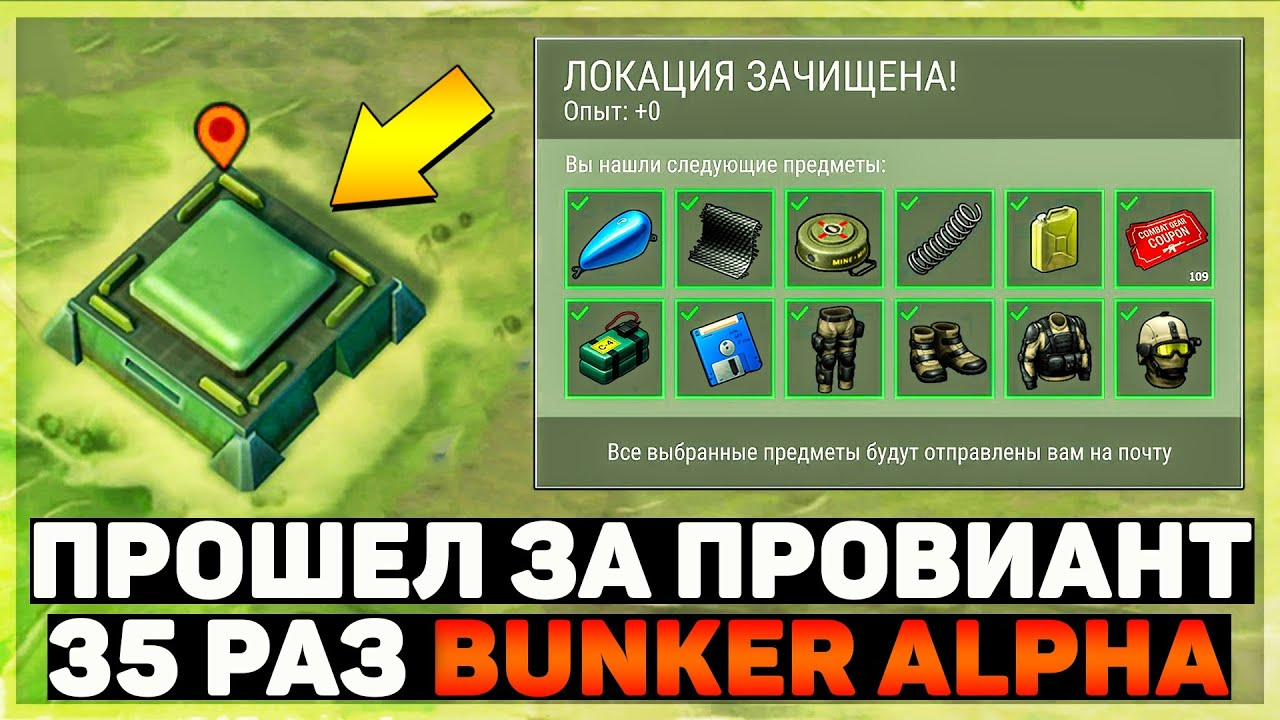 ЛОКАЦИЯ ЗАЧИЩЕНА!
Опыт: +0
Вы нашли следующие предметы:
COMBAT GEAR
COUPON
109
C-4
Все выбранные предметы будут отправлены вам на почту
ПРОШЕЛ ЗА ПРОВИАНТ
35 РАЗ BUNKER ALPHA